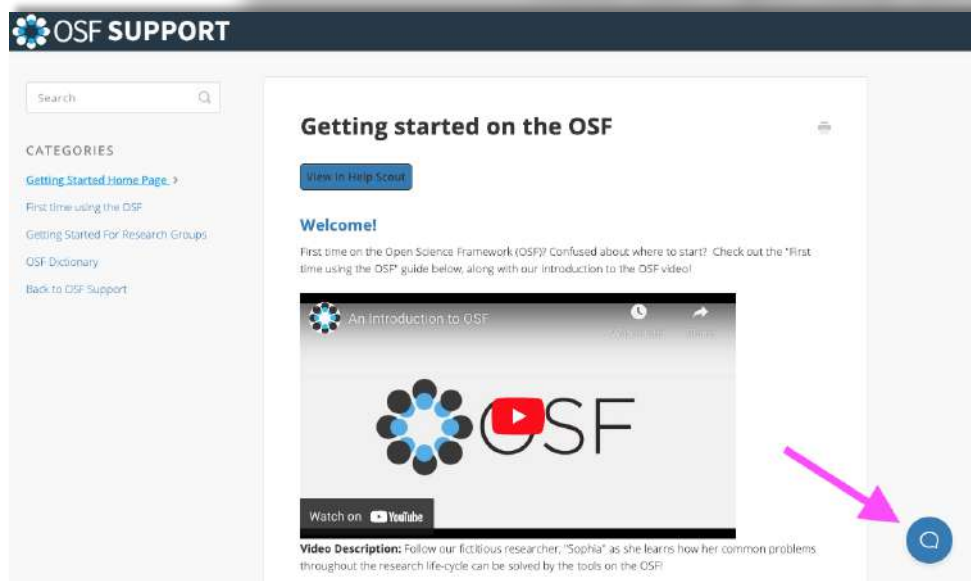 OSF SUPPORT
Search
CATEGORIES
Getting Started Home Page >
First time using the OSF
Getting Started For Research Groups
OSF Dictionary
Back to OSF Support
Getting started on the OSF
View in Help Scout
Welcome!
First time on the Open Science Framework (OSF)? Confused about where to start? Check out the "First
time using the OSF" guide below, along with our introduction to the OSF video!
An Introduction to OSF
OSF
Watch on YouTube
Video Description: Follow our fictitious researcher, "Sophia" as she learns how her common problems
throughout the research life-cycle can be solved by the tools on the OSF!